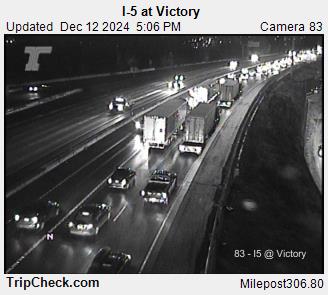 I-5 at Victory
Updated Dec 12 2024 5:06 PM Camera 83
T
N
83 - I5 @ Victory
TripCheck.com Milepost306.80